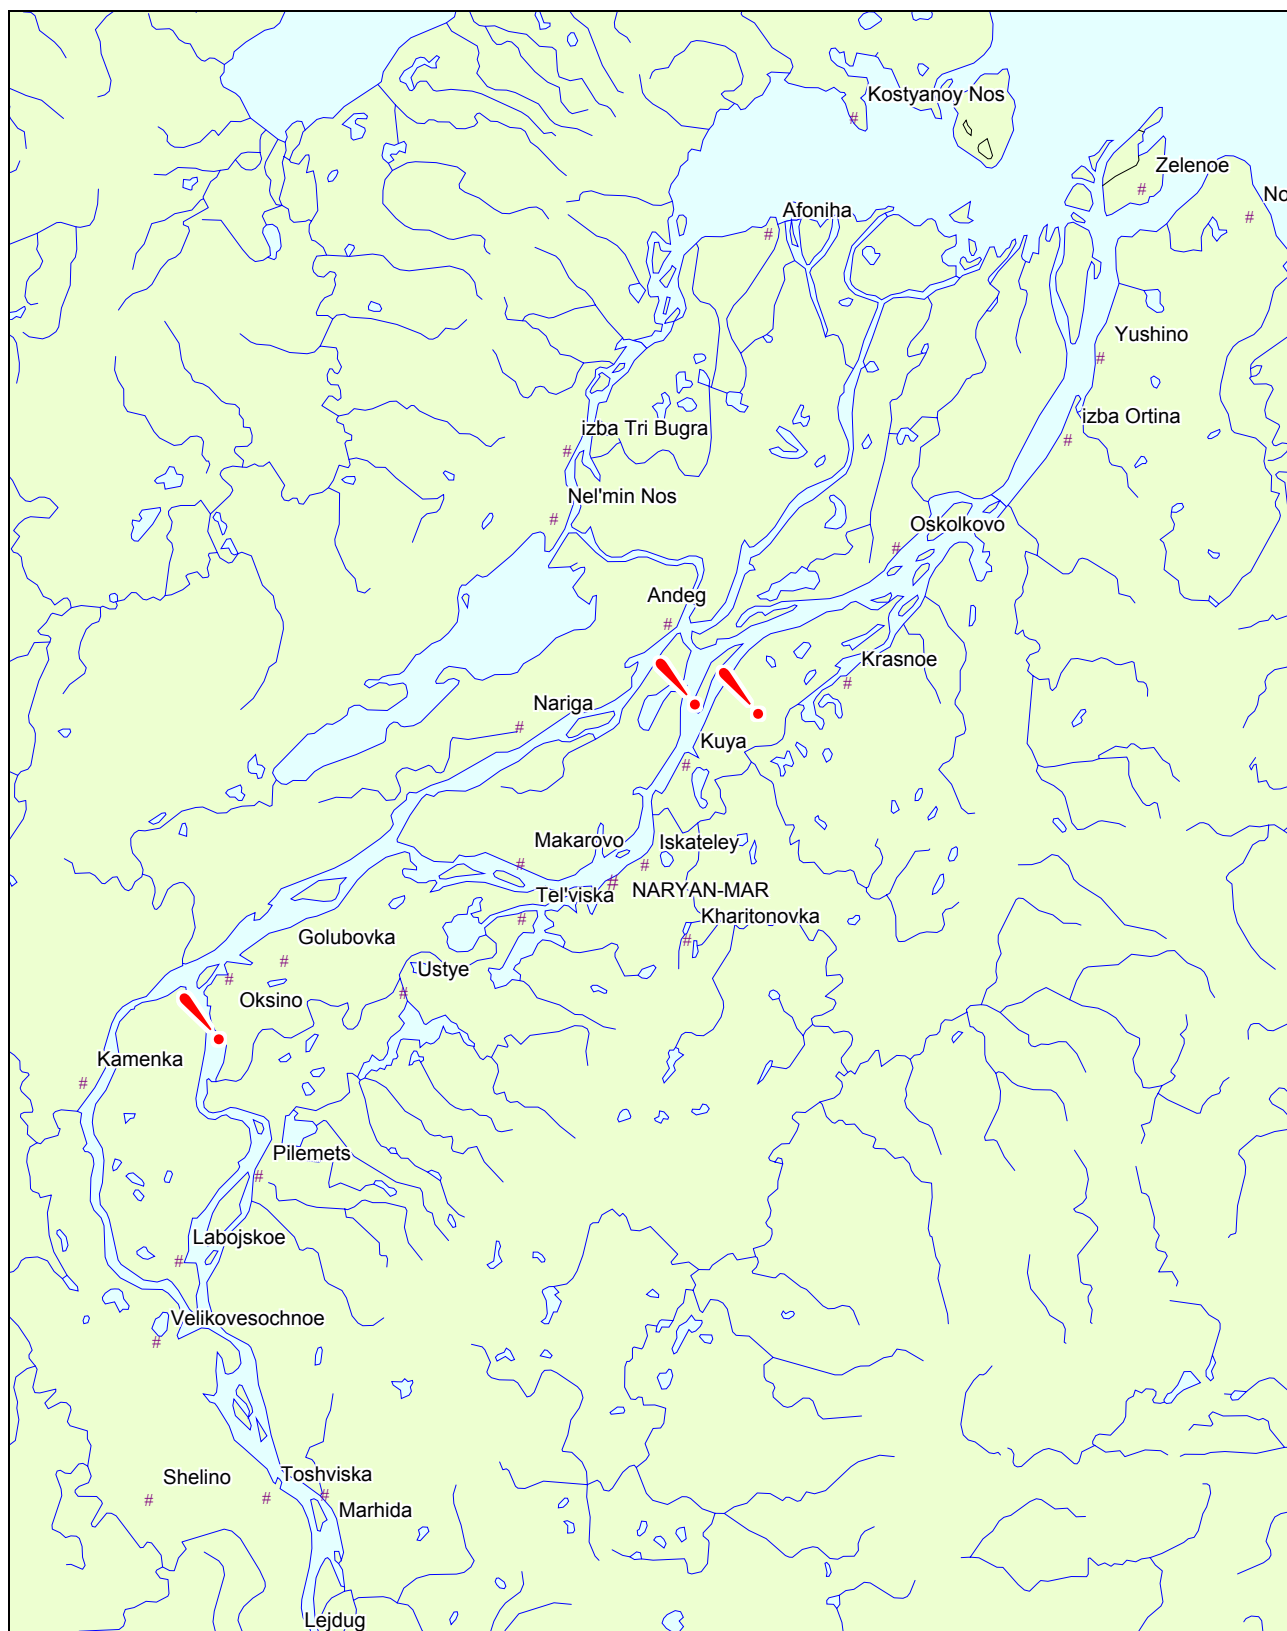 Kostyanoy Nos
Zelenoe
No
Afoniha
Yushino
izba Ortina
izba Tri Bugra
Nel'min Nos
Oskolkovo
Andeg
Krasnoe
Nariga
Kuya
Makarovo
Iskateley
NARYAN-MAR
Tel'viska
Kharitonovka
Golubovka
Ustye
Oksino
Kamenka
Pilemets
Labojskoe
Velikovesochnoe
Shelino
Toshviska
Marhida
Lejdug